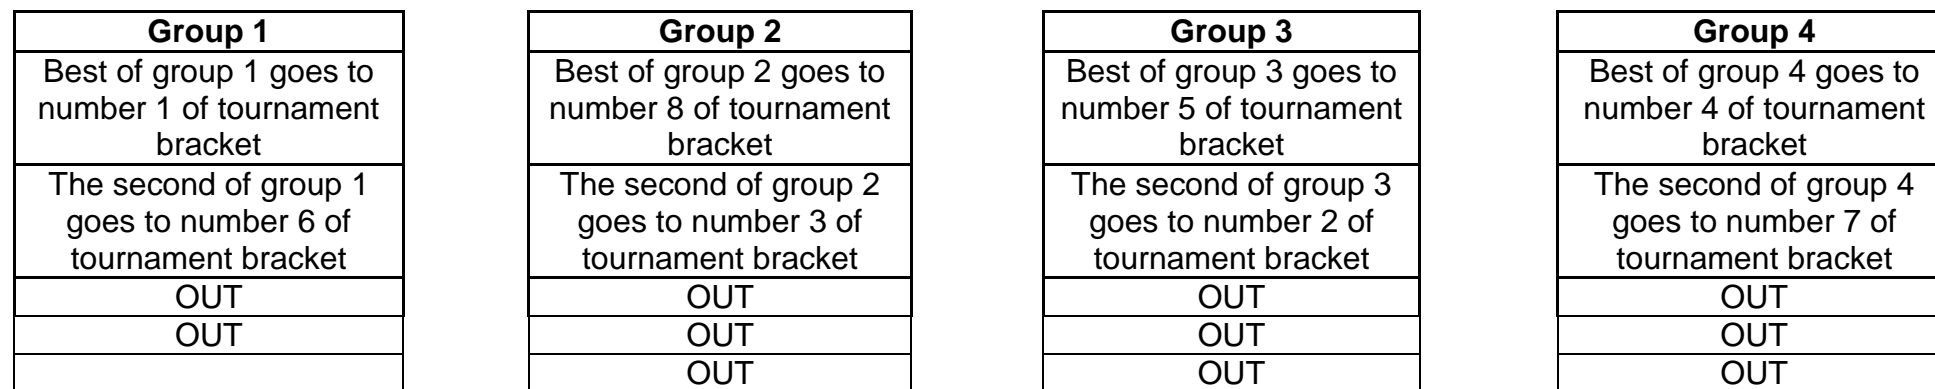 Group 1
Best of group 1 goes to
number 1 of tournament
bracket
The second of group 1
goes to number 6 of
tournament bracket
OUT
OUT
Group 2
Best of group 2 goes to
number 8 of tournament
bracket
The second of group 2
goes to number 3 of
tournament bracket
OUT
OUT
OUT
Group 3
Best of group 3 goes to
number 5 of tournament
bracket
The second of group 3
goes to number 2 of
tournament bracket
OUT
OUT
OUT
Group 4
Best of group 4 goes to
number 4 of tournament
bracket
The second of group 4
goes to number 7 of
tournament bracket
OUT
OUT
OUT